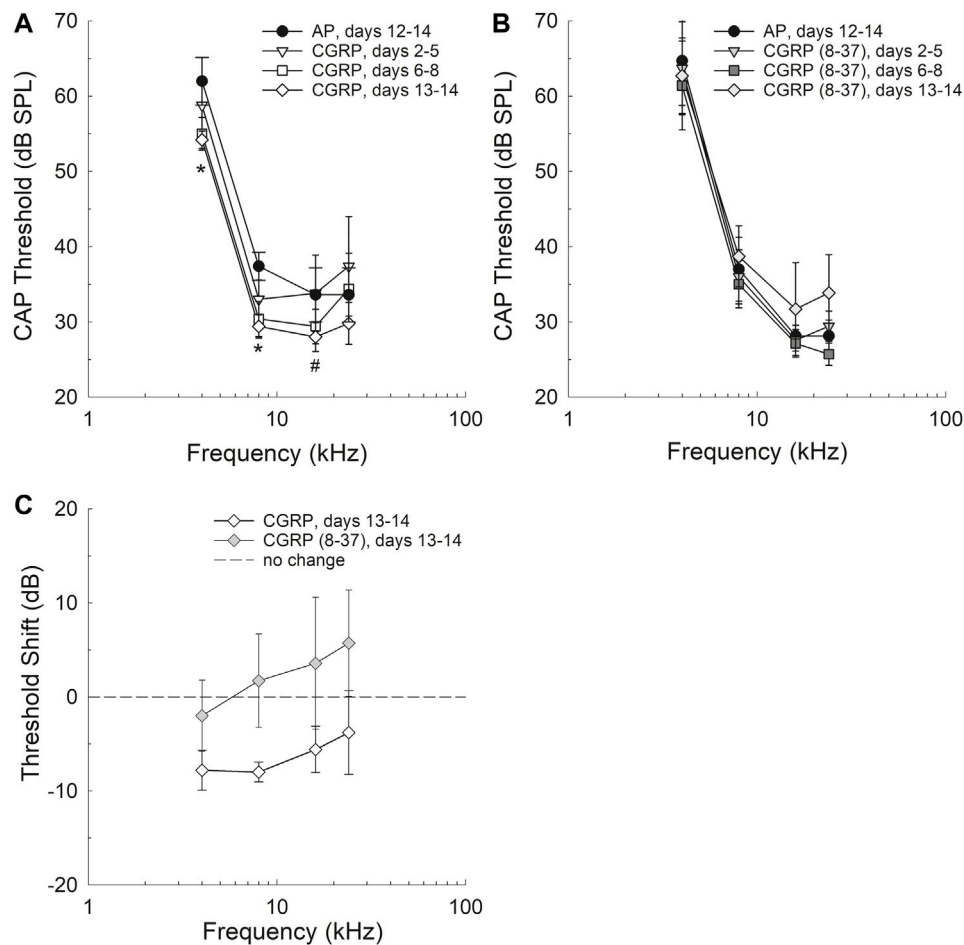 A
70
60
50
40
30
20
CAP Threshold (dB SPL)
AP, days 12-14
CGRP, days 2-5
CGRP, days 6-8
CGRP, days 13-14
*
*
#
1
10
100
Frequency (kHz)
B
70
60
50
40
30
20
CAP Threshold (dB SPL)
AP, days 12-14
CGRP (8-37), days 2-5
CGRP (8-37), days 6-8
CGRP (8-37), days 13-14
1
10
100
Frequency (kHz)
C
20
10
0
-10
-20
Threshold Shift (dB)
CGRP, days 13-14
CGRP (8-37), days 13-14
no change
1
10
100
Frequency (kHz)